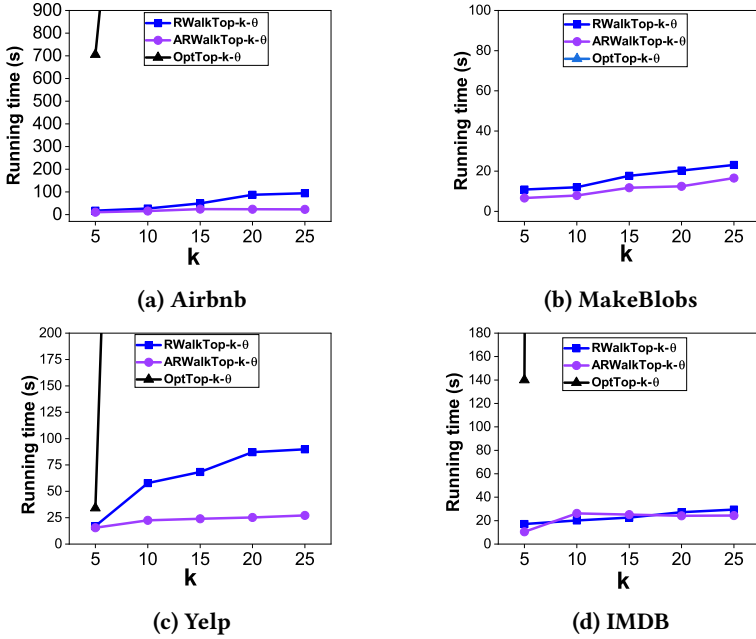 900
800
700
600
500
400
300
200
100
0
Running time (s)
RWalkTop-k-θ
ARWalkTop-k-θ
OptTop-k-θ
5 10 15 20 25
k
(a) Airbnb
100
80
60
40
20
0
Running time (s)
RWalkTop-k-θ
ARWalkTop-k-θ
OptTop-k-θ
5 10 15 20 25
k
(b) MakeBlobs
200
175
150
125
100
75
50
25
0
Running time (s)
RWalkTop-k-θ
ARWalkTop-k-θ
OptTop-k-θ
5 10 15 20 25
k
(c) Yelp
180
160
140
120
100
80
60
40
20
0
Running time (s)
RWalkTop-k-θ
ARWalkTop-k-θ
OptTop-k-θ
5 10 15 20 25
k
(d) IMDB